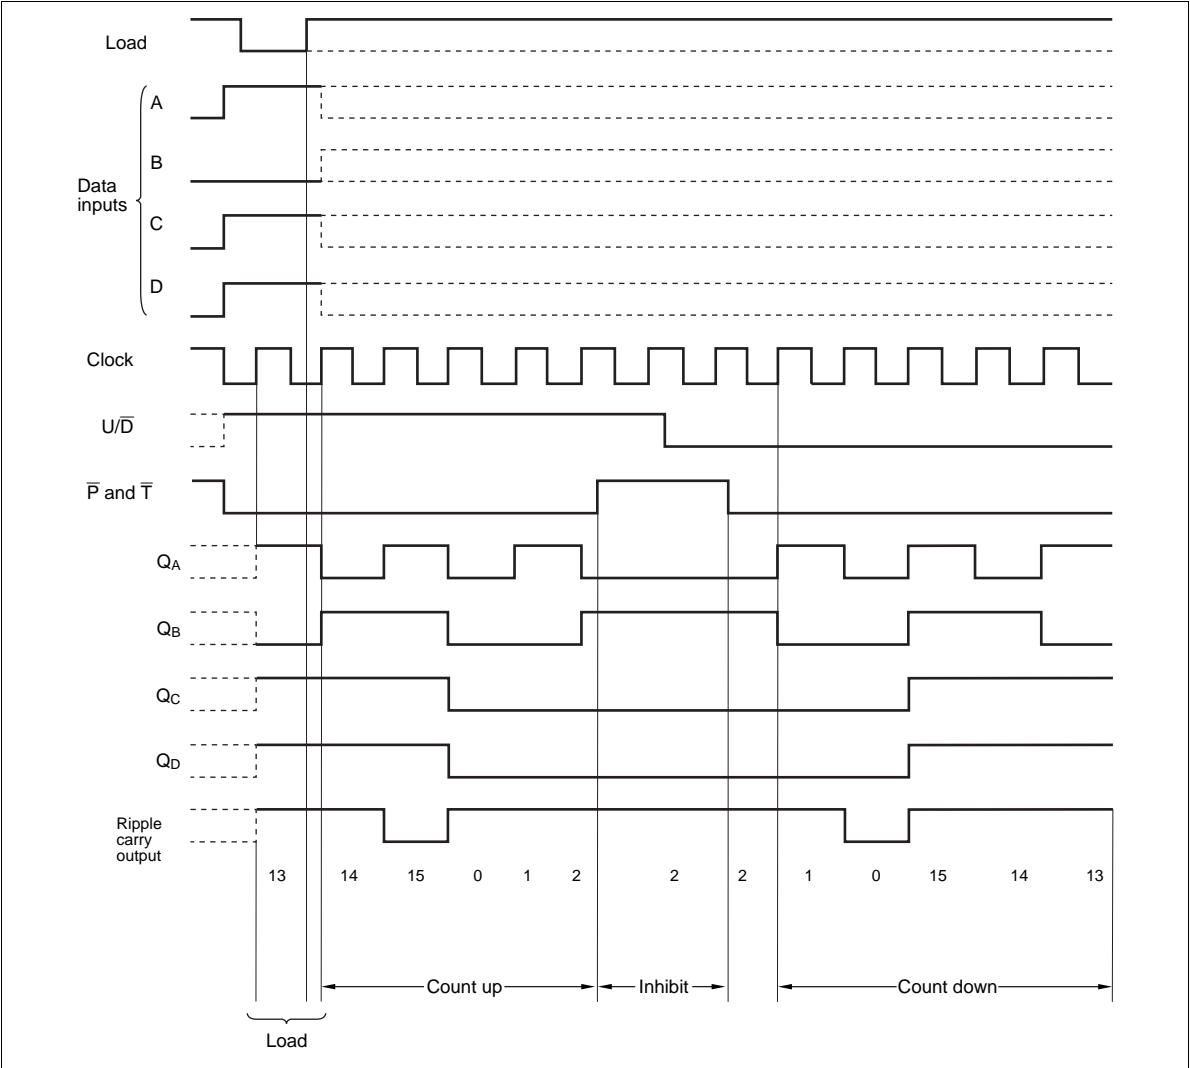 Load
A
B
Data
inputs
C
D
Clock
U/D̅
P̅ and T̅
QA
QB
QC
QD
Ripple
carry
output
13 14 15 0 1 2 2 2 1 0 15 14 13
Count up Inhibit Count down
Load